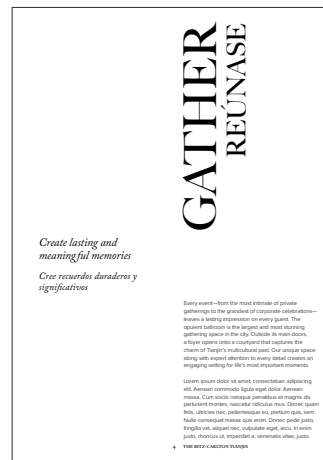 GATHER
REÚNASE
Create lasting and
meaningful memories
Cree recuerdos duraderos y
significativos
Every event—from the most intimate of private
gatherings to the grandest of corporate celebrations—
leaves a lasting impression on every guest. The
opulent ballroom is the largest and most stunning
gathering space in the city. Outside its main doors,
a foyer opens onto a courtyard that captures the
charm of Tianjin's multicultural past. Our unique space
along with expert attention to every detail creates an
engaging setting for life's most important moments.
Lorem ipsum dolor sit amet, consectetuer adipiscing
elit. Aenean commodo ligula eget dolor. Aenean
massa. Cum sociis natoque penatibus et magnis dis
parturient montes, nascetur ridiculus mus. Donec quam
felis, ultricies nec, pellentesque eu, pretium quis, sem.
Nulla consequat massa quis enim. Donec pede justo,
fringilla vel, aliquet nec, vulputate eget, arcu. In enim
justo, rhoncus ut, imperdiet a, venenatis vitae, justo.
4 THE RITZ-CARLTON TIANJIN